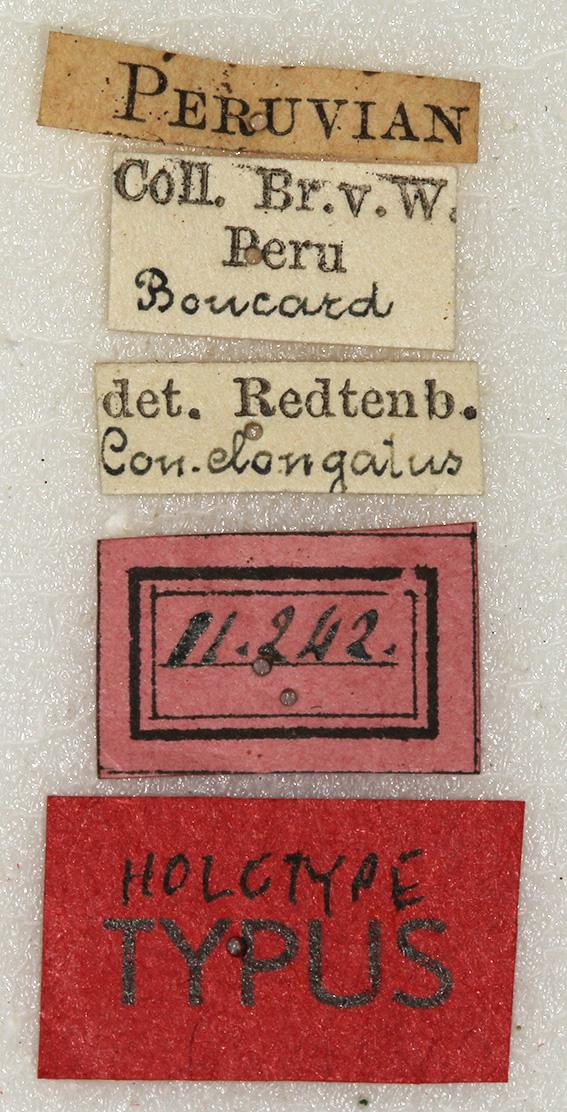 PERUVIAN
Coll. Br.v.W.
Peru
Boucard
det. Redtenb.
Con. elongatus
11.242.
HOLOTYPE
TYPUS